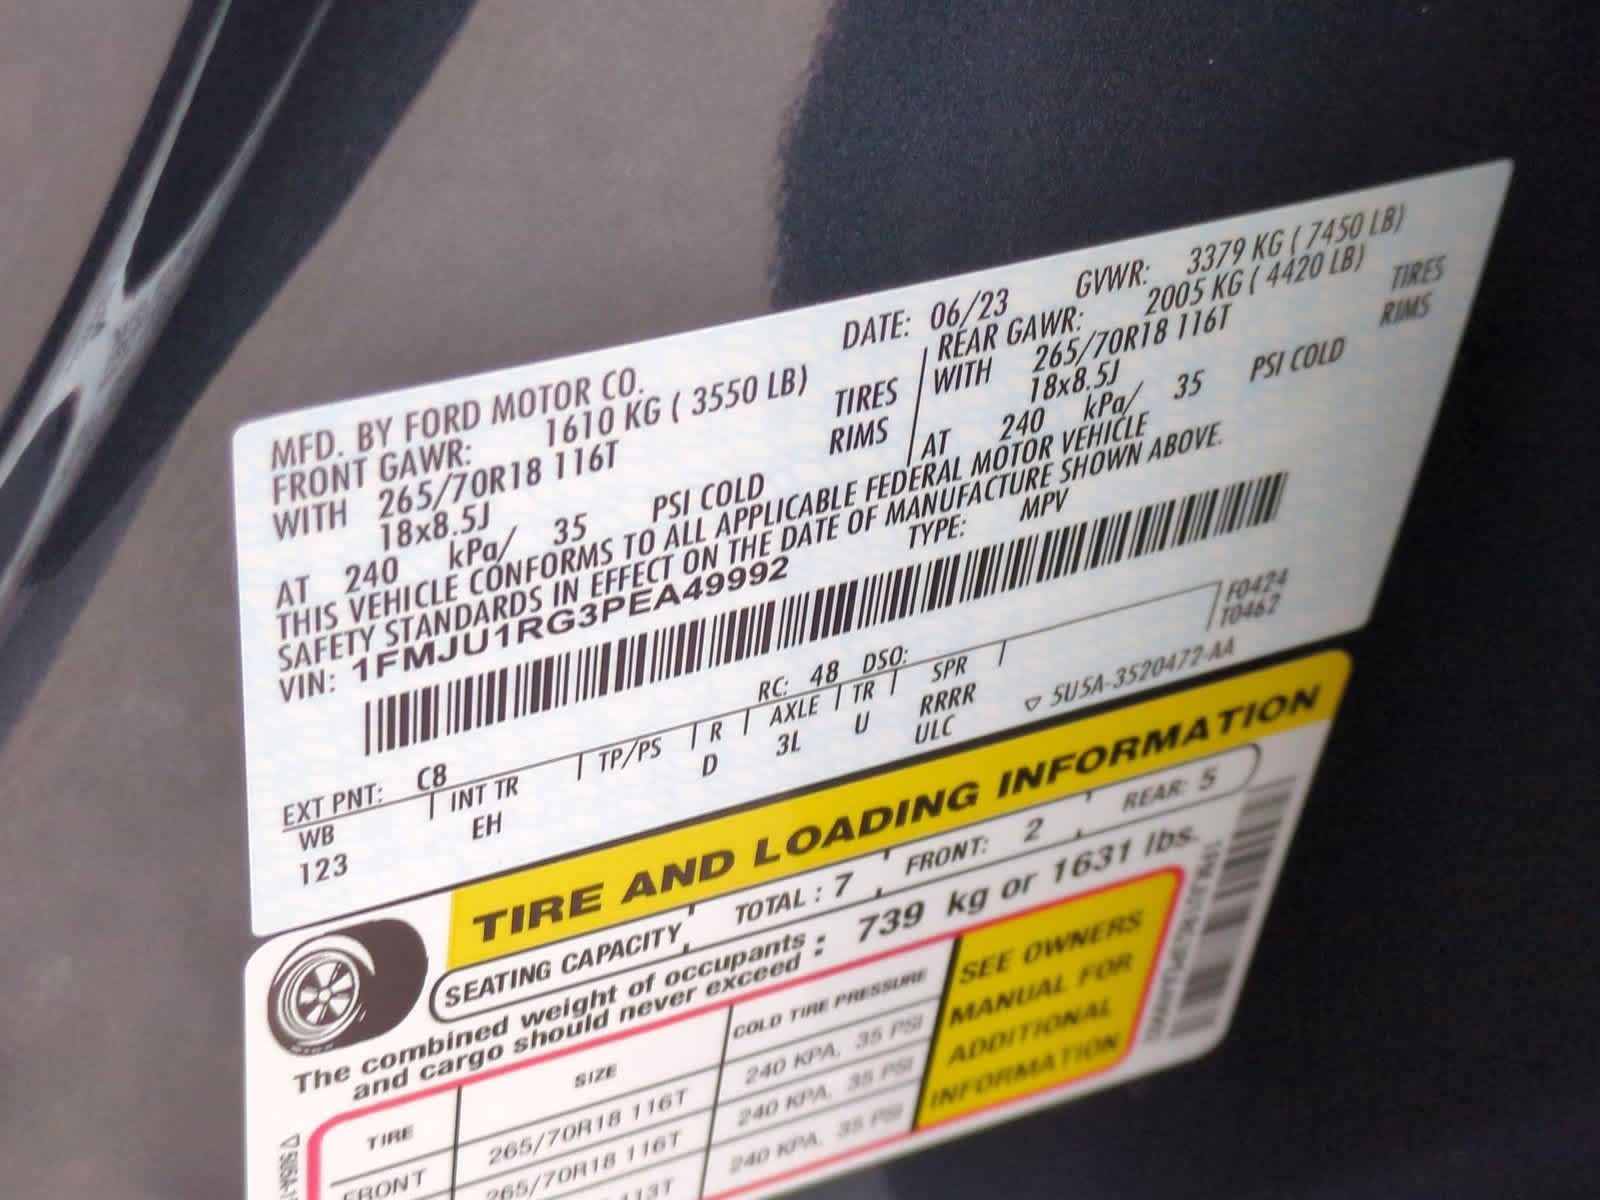 MFD. BY FORD MOTOR CO.
DATE: 06/23 GVWR: 3379 KG ( 7450 LB)
FRONT GAWR: 1610 KG ( 3550 LB)
REAR GAWR: 2005 KG ( 4420 LB)
WITH 265/70R18 116T TIRES
WITH 265/70R18 116T TIRES
18x8.5J RIMS
18x8.5J RIMS
AT 240 kPa/ 35 PSI COLD
AT 240 kPa/ 35 PSI COLD
THIS VEHICLE CONFORMS TO ALL APPLICABLE FEDERAL MOTOR VEHICLE
SAFETY STANDARDS IN EFFECT ON THE DATE OF MANUFACTURE SHOWN ABOVE.
VIN: 1FMJU1RG3PEA49992 TYPE: MPV
F0424
T0462
EXT PNT: C8 RC: 48 DSO:
WB INT TR TP/PS R AXLE TR SPR
123 EH D 3L U RRRR
ULC
▽ 5U5A-3520472-AA
TIRE AND LOADING INFORMATION
SEATING CAPACITY TOTAL : 7 FRONT: 2 REAR: 5
The combined weight of occupants : 739 kg or 1631 lbs.
and cargo should never exceed :
TIRE SIZE COLD TIRE PRESSURE
FRONT 265/70R18 116T 240 KPA, 35 PSI
265/70R18 116T 240 KPA, 35 PSI
113T 240 KPA, 35 PSI
SEE OWNERS
MANUAL FOR
ADDITIONAL
INFORMATION